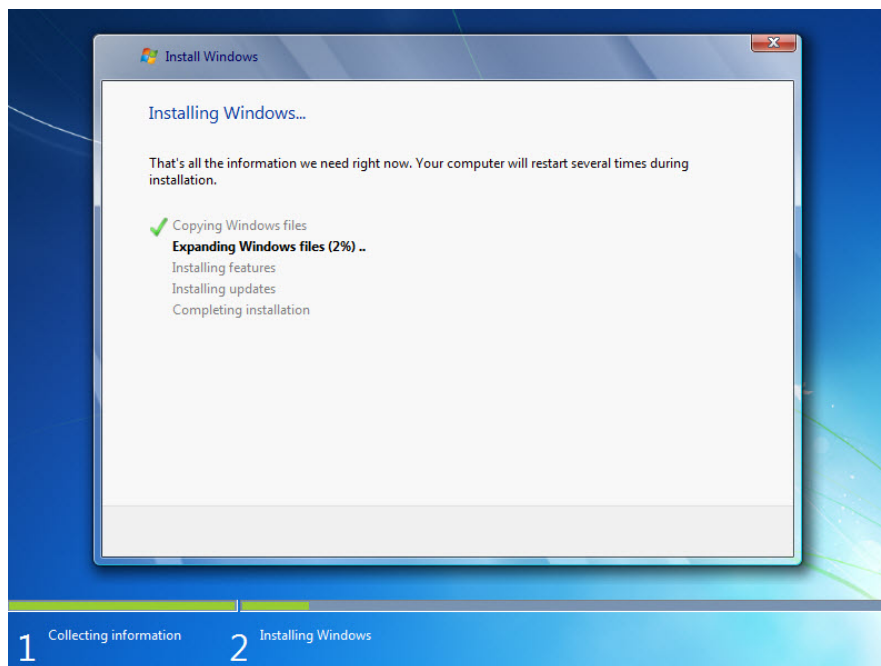 Install Windows
Installing Windows...
That's all the information we need right now. Your computer will restart several times during
installation.
Copying Windows files
Expanding Windows files (2%) ..
Installing features
Installing updates
Completing installation
1 Collecting information 2 Installing Windows